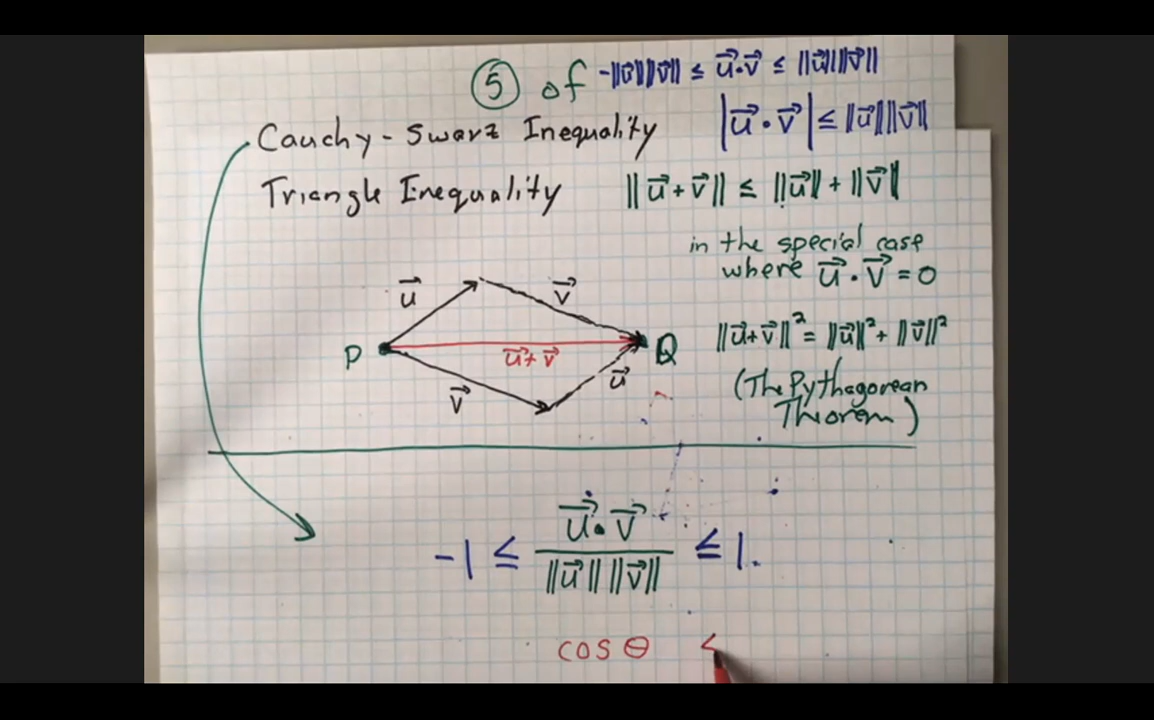 ⑤ of -||u⃗|| ||v⃗|| ≤ u⃗·v⃗ ≤ ||u⃗|| ||v⃗||
Cauchy-Swarz Inequality |u⃗·v⃗| ≤ ||u⃗|| ||v⃗||
Triangle Inequality ||u⃗+v⃗|| ≤ ||u⃗|| + ||v⃗||
in the special case
where u⃗·v⃗ = 0
u⃗ v⃗
||u⃗+v⃗||² = ||u⃗||² + ||v⃗||²
P u⃗+v⃗ Q
v⃗ u⃗
(The Pythagorean
Theorem)
-1 ≤ u⃗·v⃗ / ||u⃗|| ||v⃗|| ≤ 1.
cos θ <